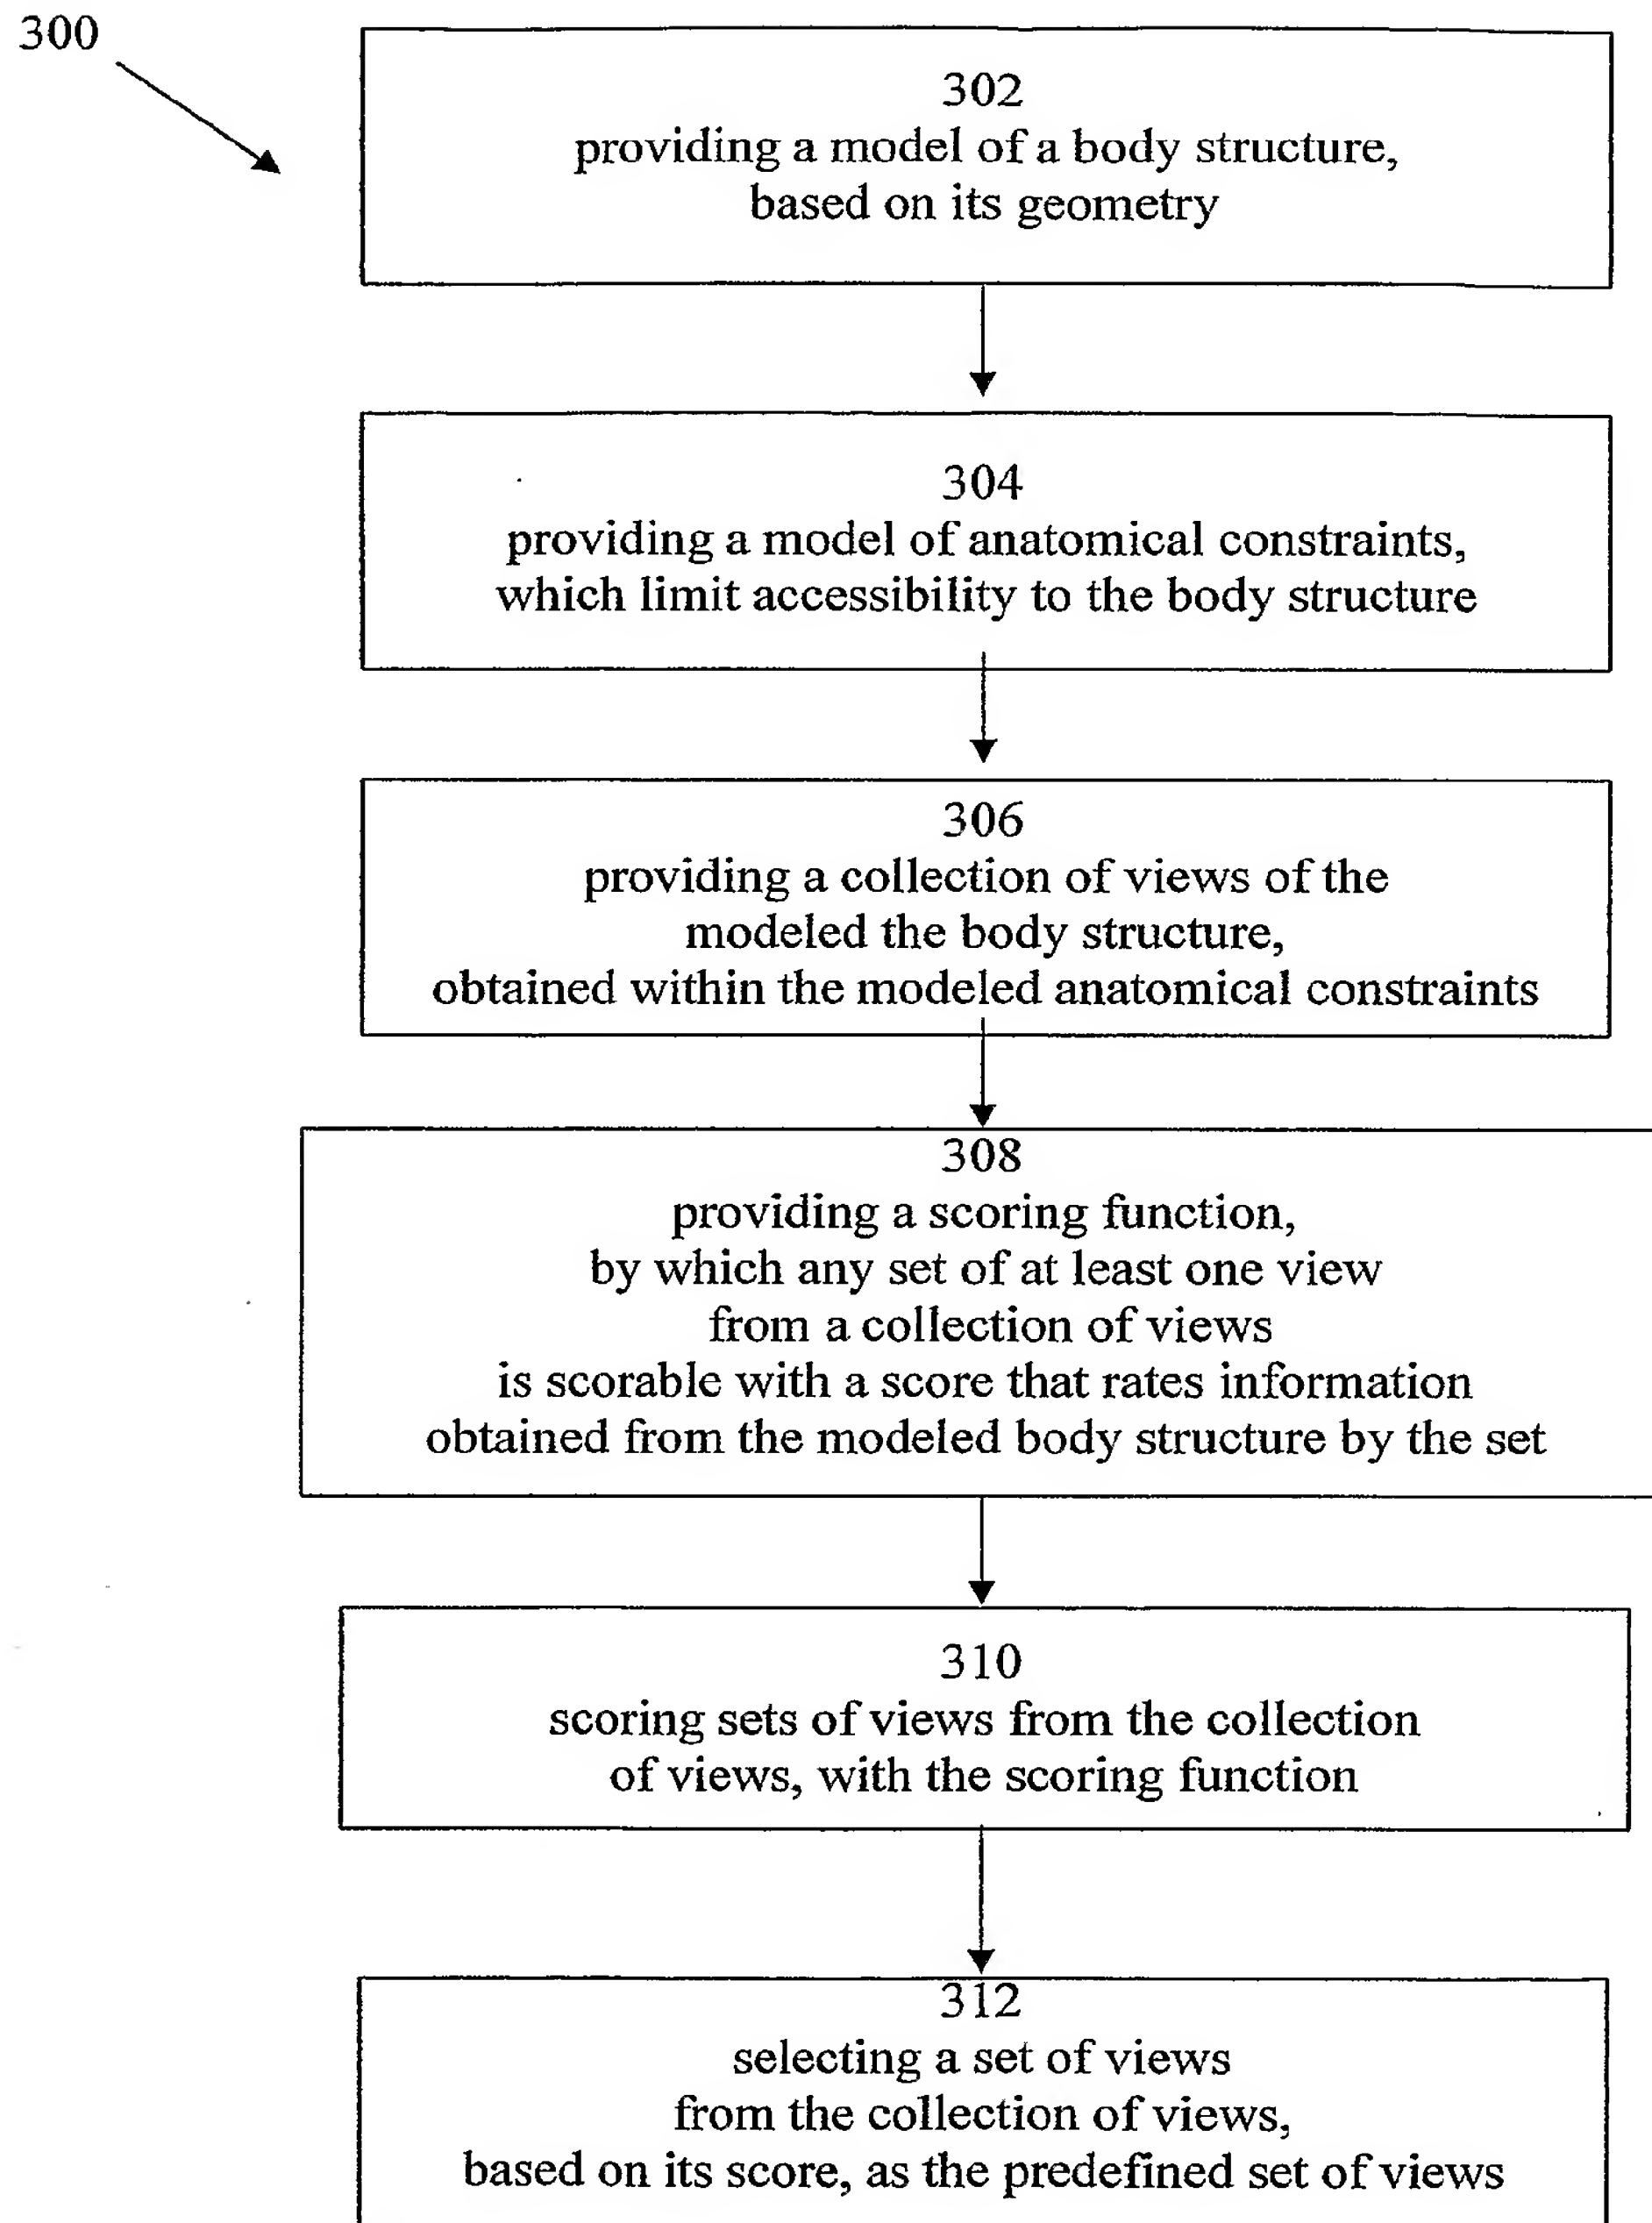 300
302
providing a model of a body structure,
based on its geometry
304
providing a model of anatomical constraints,
which limit accessibility to the body structure
306
providing a collection of views of the
modeled the body structure,
obtained within the modeled anatomical constraints
308
providing a scoring function,
by which any set of at least one view
from a collection of views
is scorable with a score that rates information
obtained from the modeled body structure by the set
310
scoring sets of views from the collection
of views, with the scoring function
312
selecting a set of views
from the collection of views,
based on its score, as the predefined set of views